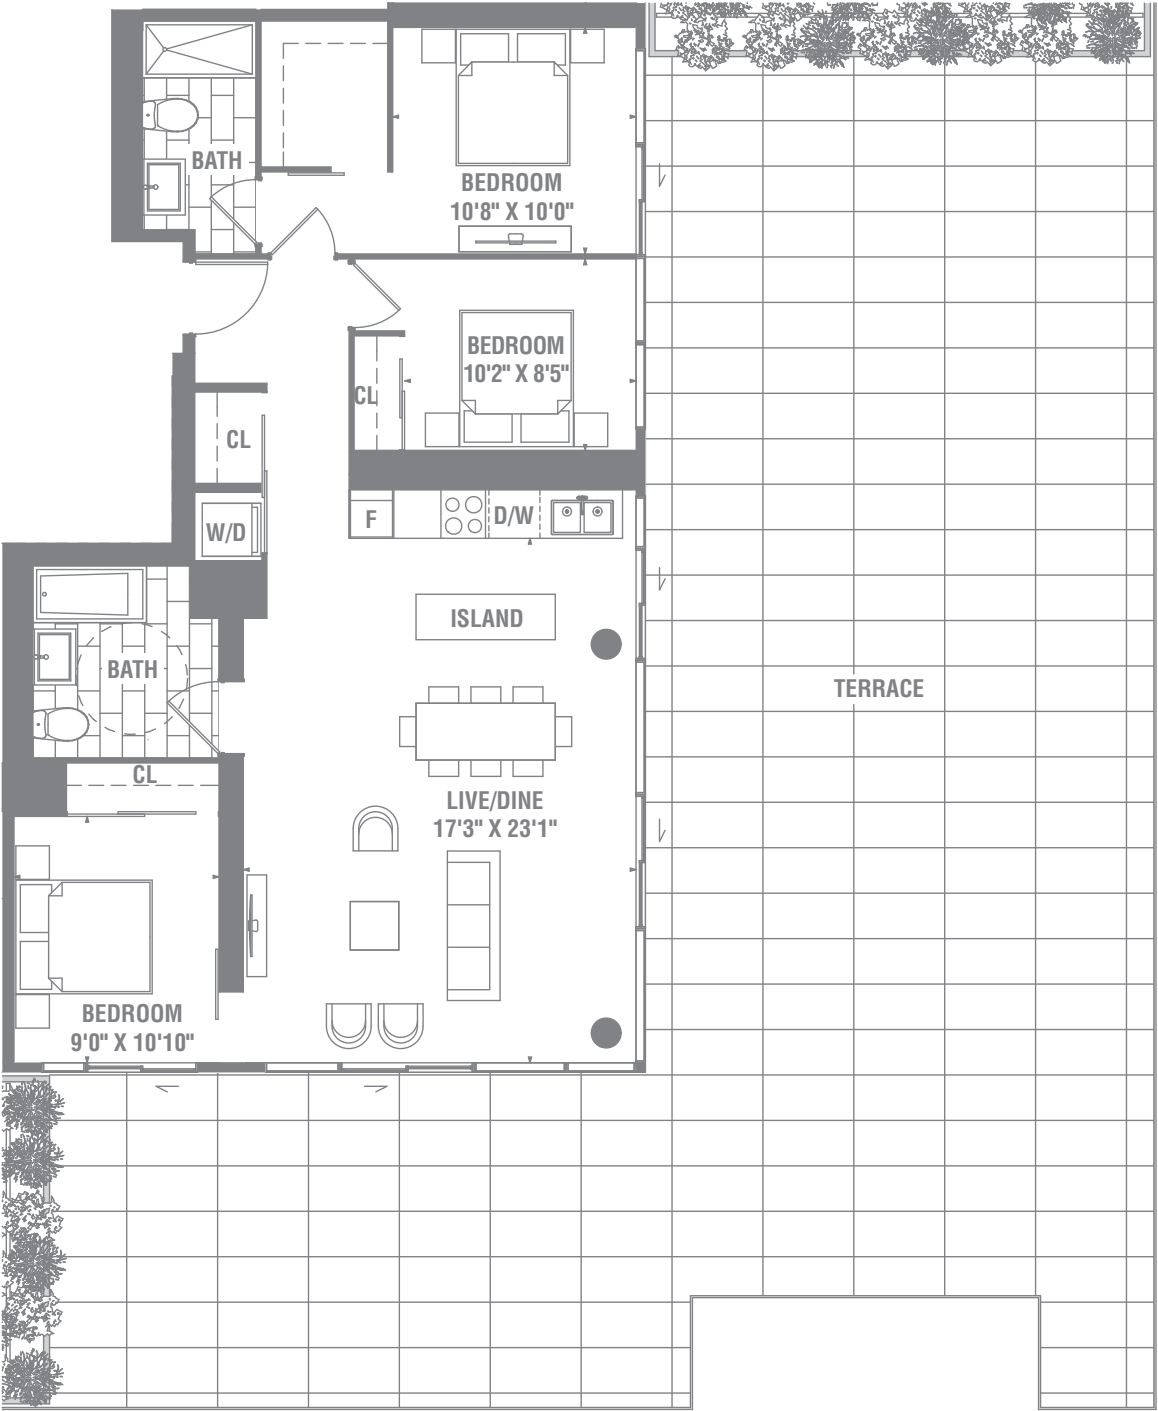 BATH
BEDROOM
10'8" X 10'0"
BEDROOM
10'2" X 8'5"
CL
CL
W/D
F
D/W
ISLAND
BATH
TERRACE
CL
LIVE/DINE
17'3" X 23'1"
BEDROOM
9'0" X 10'10"